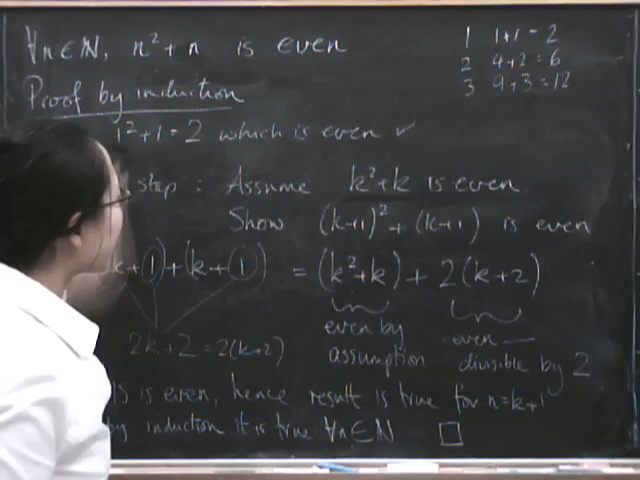 ∀n∈ℕ, n²+n is even
1 1+1=2
2 4+2=6
3 9+3=12
Proof by induction
1²+1=2 which is even ✓
step: Assume k²+k is even.
Show (k+1)²+(k+1) is even
k+1)+(k+1) = (k²+k)+2(k+2)
2k+2=2(k+2)
even by assumption
even — divisible by 2
is even, hence result is true for n=k+1
by induction it is true ∀n∈ℕ □